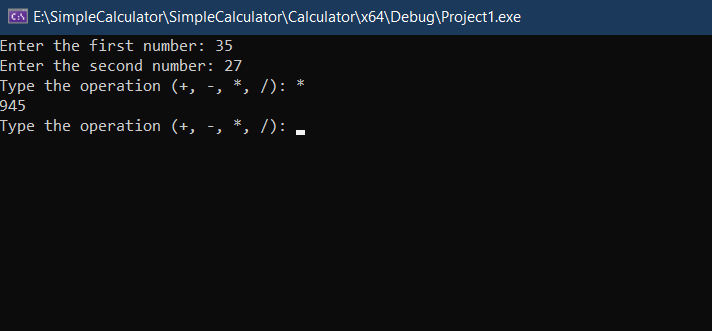 E:\SimpleCalculator\SimpleCalculator\Calculator\x64\Debug\Project1.exe
Enter the first number: 35
Enter the second number: 27
Type the operation (+, -, *, /): *
945
Type the operation (+, -, *, /):